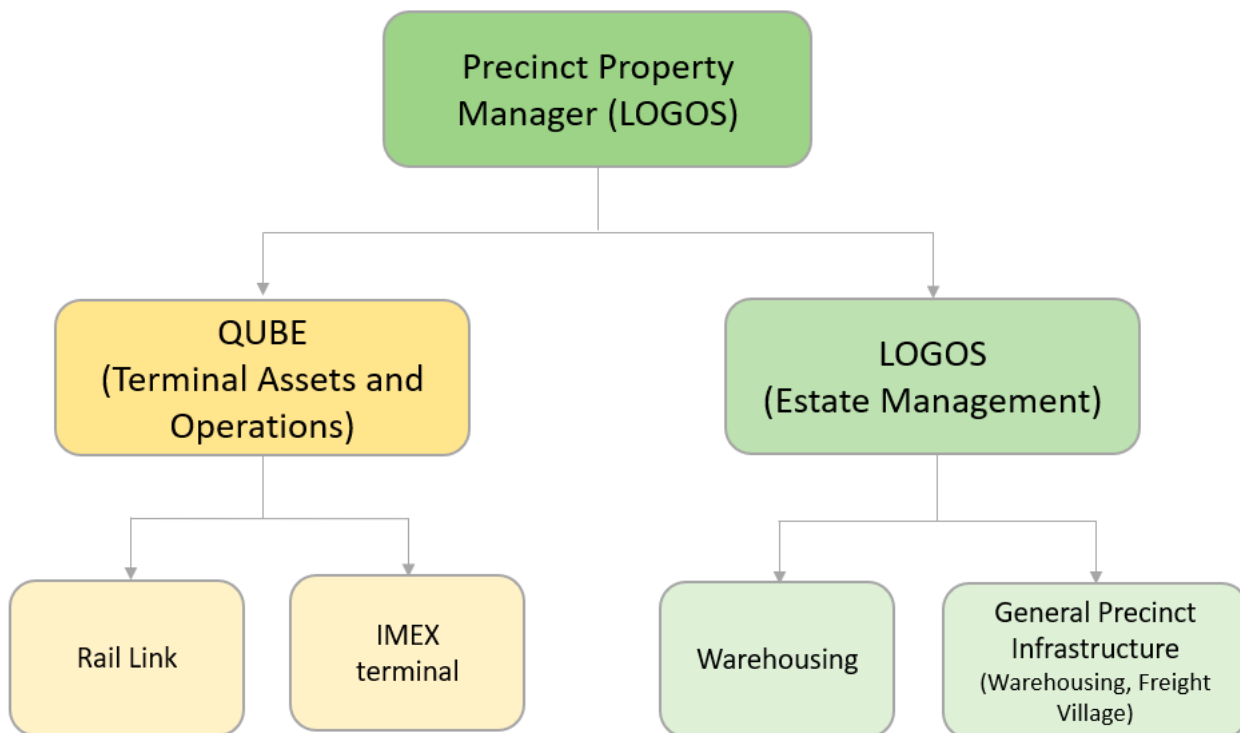 Precinct Property
Manager (LOGOS)
QUBE
(Terminal Assets and
Operations)
LOGOS
(Estate Management)
Rail Link
IMEX
terminal
Warehousing
General Precinct
Infrastructure
(Warehousing, Freight
Village)